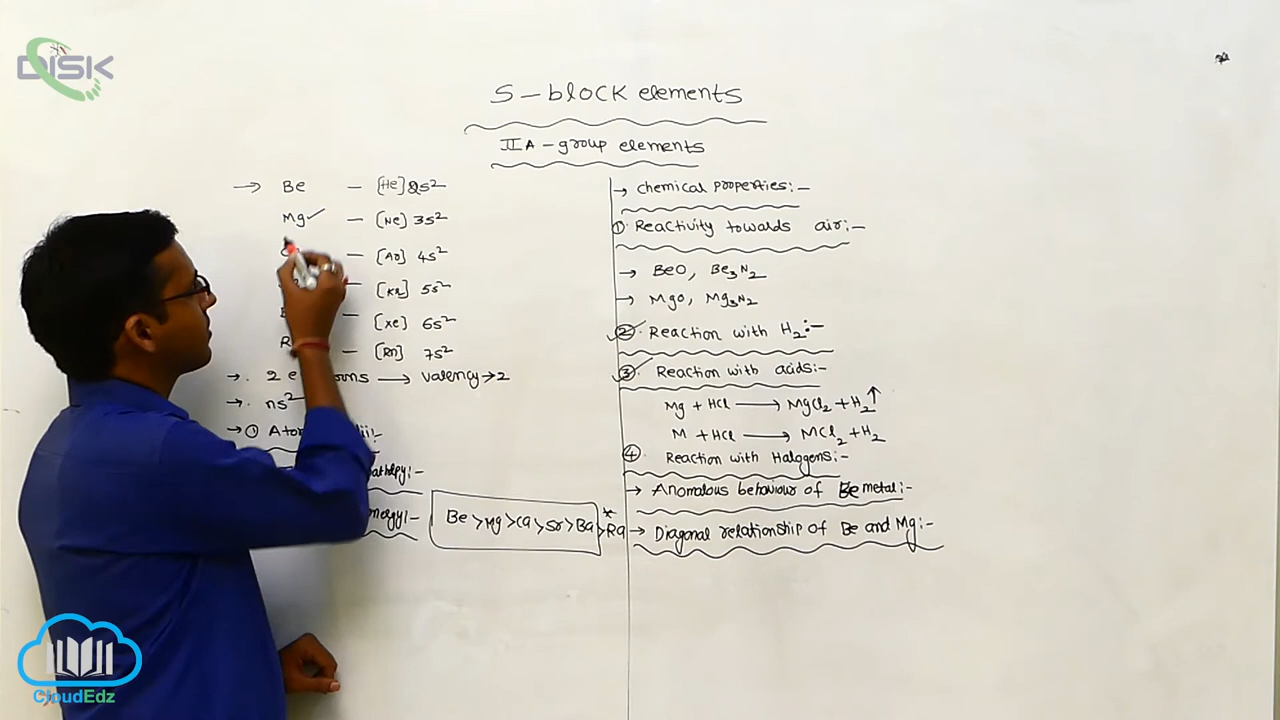 DISK
S-block elements
IIA-group elements
→ Be - [He]2s²
Mg✓ - [Ne] 3s²
- [Ar] 4s²
- [Kr] 5s²
- [Xe] 6s²
- [Rn] 7s²
→. 2 e → valency→2
→. ns²
→ ①
Be>Mg>Ca>Sr>Ba>Ra
→ chemical properties:-
① Reactivity towards air:-
→ BeO, Be₃N₂
→ MgO, Mg₃N₂
②. Reaction with H₂:-
③. Reaction with acids:-
Mg + HCl → MgCl₂ + H₂↑
M + HCl → MCl₂ + H₂
④. Reaction with Halogens:-
→ Anomalous behaviour of Be metal:-
→ Diagonal relationship of Be and Mg:-
CloudEdz